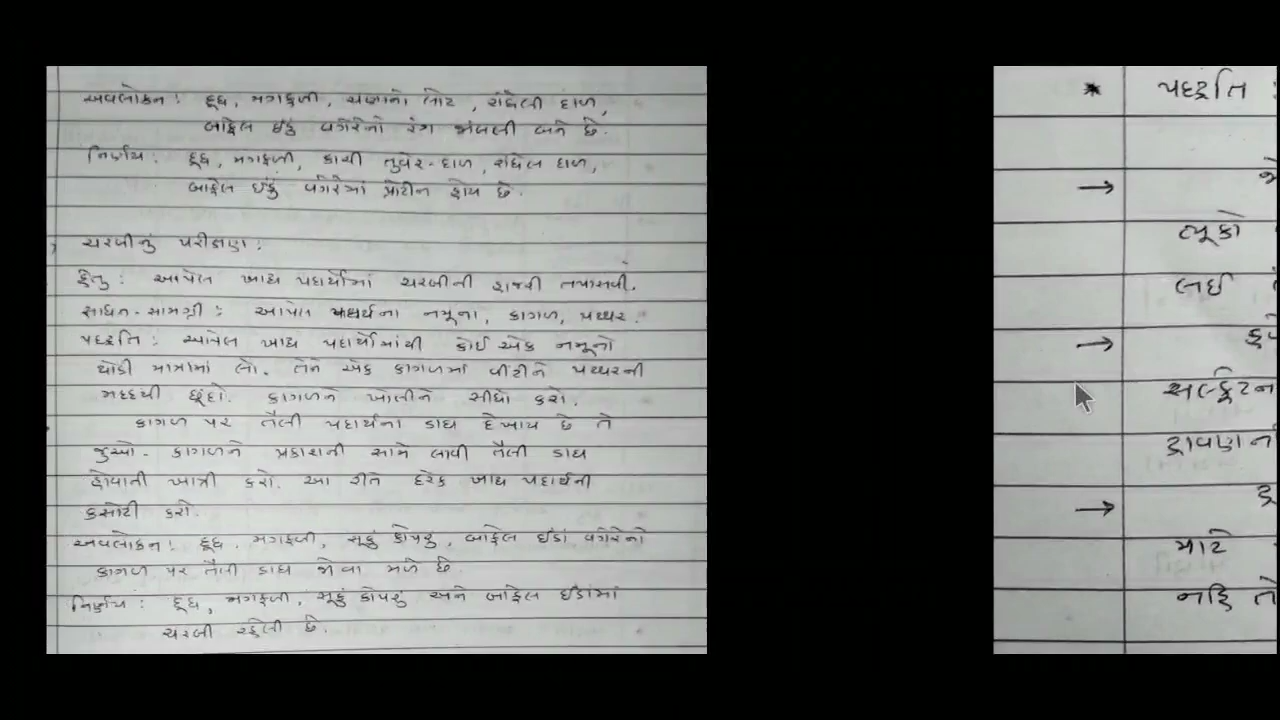 અવલોકન : દૂધ, મગફળી, ચણાનો લોટ, રાંધેલી દાળ,
બાફેલ ઈંડું વગેરેનો રંગ જાંબલી બને છે.
નિર્ણય : દૂધ, મગફળી, કાચી તુવેર-દાળ, રાંધેલ દાળ,
બાફેલ ઈંડું વગેરેમાં પ્રોટીન હોય છે.
ચરબીનું પરીક્ષણ :
હેતુ : આપેલ ખાદ્ય પદાર્થોમાં ચરબીની હાજરી તપાસવી.
સાધન-સામગ્રી : આપેલ પદાર્થના નમૂના, કાગળ, પથ્થર.
પદ્ધતિ : આપેલ ખાદ્ય પદાર્થોમાંથી કોઈ એક નમૂનો
થોડી માત્રામાં લો. તેને એક કાગળમાં વીંટીને પથ્થરની
મદદથી છૂંદો. કાગળને ખોલીને સીધો કરો.
કાગળ પર તૈલી પદાર્થના ડાઘ દેખાય છે તે
જુઓ. કાગળને પ્રકાશની સામે લાવી તૈલી ડાઘ
હોવાની ખાત્રી કરો. આ રીતે દરેક ખાદ્ય પદાર્થની
કસોટી કરો.
અવલોકન : દૂધ, મગફળી, સૂકું કોપરું, બાફેલ ઈંડાં વગેરેનો
કાગળ પર તૈલી ડાઘ જોવા મળે છે.
નિર્ણય : દૂધ, મગફળી, સૂકું કોપરું અને બાફેલ ઈંડામાં
ચરબી રહેલી છે.
* પદ્ધતિ :
→
ભૂકો
લઈ
→
સલ્ફેટન
દ્રાવણ ન
→
માટે
નહિ તે